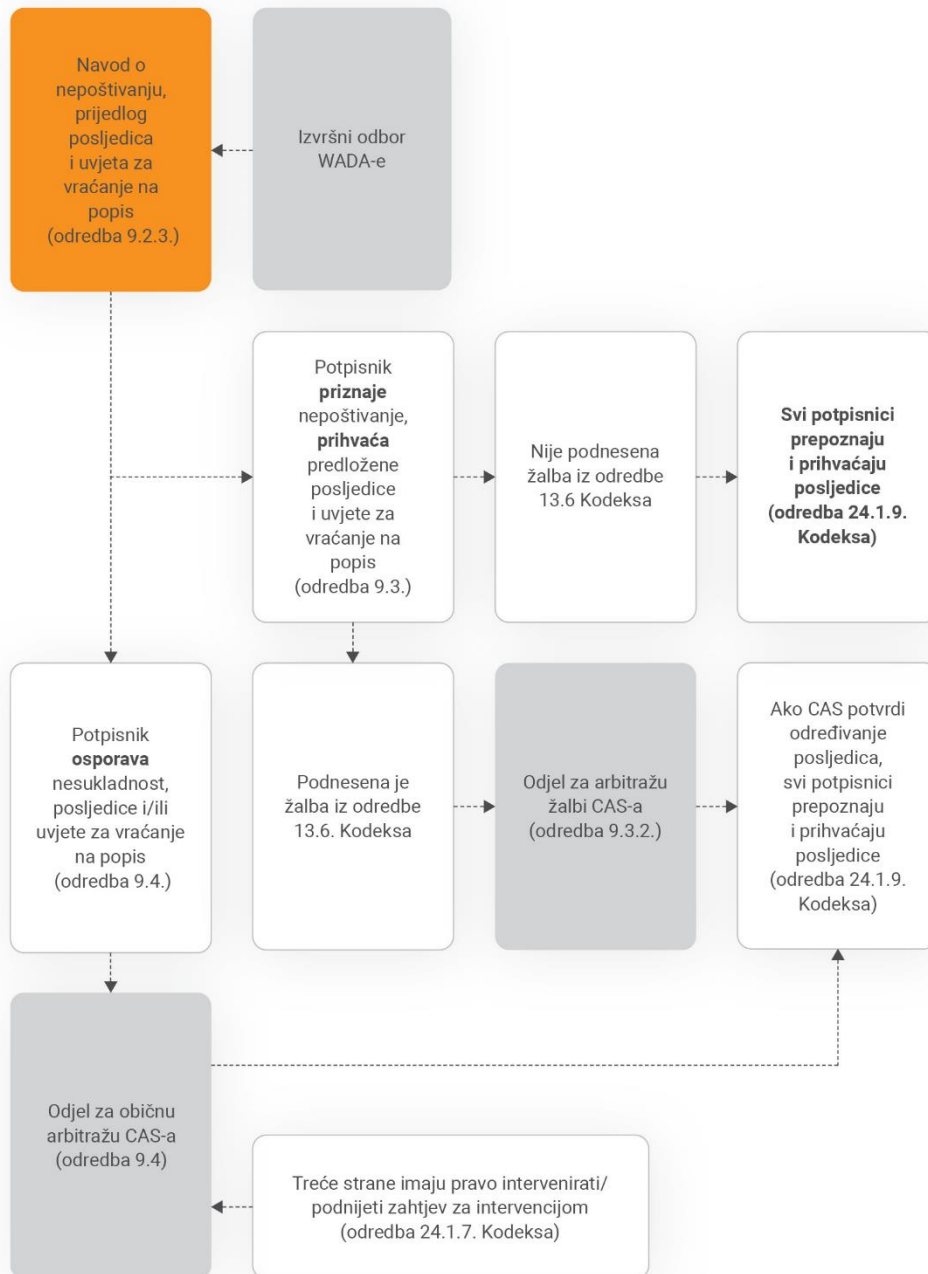 Navod o
nepoštivanju,
prijedlog
posljedica
i uvjeta za
vraćanje na
popis
(odredba 9.2.3.)
Izvršni odbor
WADA-e
Potpisnik
priznaje
nepoštivanje,
prihvaća
predložene
posljedice
i uvjete za
vraćanje na
popis
(odredba 9.3.)
Nije podnesena
žalba iz odredbe
13.6 Kodeksa
Svi potpisnici
prepoznaju
i prihvaćaju
posljedice
(odredba 24.1.9.
Kodeksa)
Potpisnik
osporava
nesukladnost,
posljedice i/ili
uvjete za vraćanje
na popis
(odredba 9.4.)
Podnesena je
žalba iz odredbe
13.6. Kodeksa
Odjel za arbitražu
žalbi CAS-a
(odredba 9.3.2.)
Ako CAS potvrdi
određivanje
posljedica,
svi potpisnici
prepoznaju
i prihvaćaju
posljedice
(odredba 24.1.9.
Kodeksa)
Odjel za običnu
arbitražu CAS-a
(odredba 9.4)
Treće strane imaju pravo intervenirati/
podnijeti zahtjev za intervencijom
(odredba 24.1.7. Kodeksa)